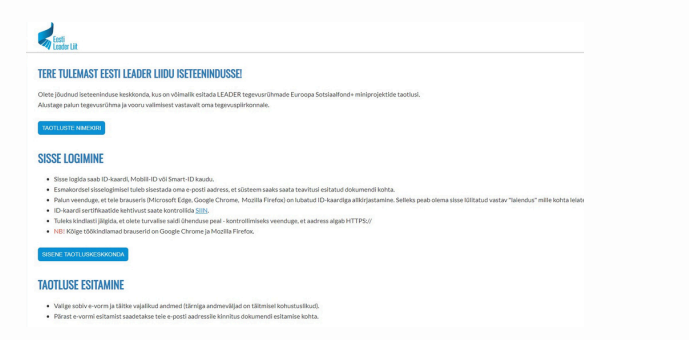 Eesti
Leader Liit
TERE TULEMAST EESTI LEADER LIIDU ISETEENINDUSSE!
Olete jõudnud iseteeninduse keskkonda, kus on võimalik esitada LEADER tegevusrühmade Euroopa Sotsiaalfond+ miniprojektide taotlusi.
Alustage palun tegevusrühma ja vooru valimisest vastavalt oma tegevuspiirkonnale.
TAOTLUSTE NIMEKIRI
SISSE LOGIMINE
Sisse logida saab ID-kaardi, Mobiil-ID või Smart-ID kaudu.
Esmakordsel sisselogimisel tuleb sisestada oma e-posti aadress, et süsteem saaks saata teavitusi esitatud dokumendi kohta.
Palun veenduge, et teie brauseris (Microsoft Edge, Google Chrome, Mozilla Firefox) on lubatud ID-kaardiga allkirjastamine. Selleks peab olema sisse lülitatud vastav "laiendus" mille kohta leiate
ID-kaardi sertifikaatide kehtivust saate kontrollida SIIN.
Tuleks kindlasti jälgida, et olete turvalise saidi ühenduse peal - kontrollimiseks veenduge, et aadress algab HTTPS://
NB! Kõige töökindlamad brauserid on Google Chrome ja Mozilla Firefox.
SISENE TAOTLUSKESKKONDA
TAOTLUSE ESITAMINE
Valige sobiv e-vorm ja täitke vajalikud andmed (tärniga andmeväljad on täitmisel kohustuslikud).
Pärast e-vormi esitamist saadetakse teie e-posti aadressile kinnitus dokumendi esitamise kohta.